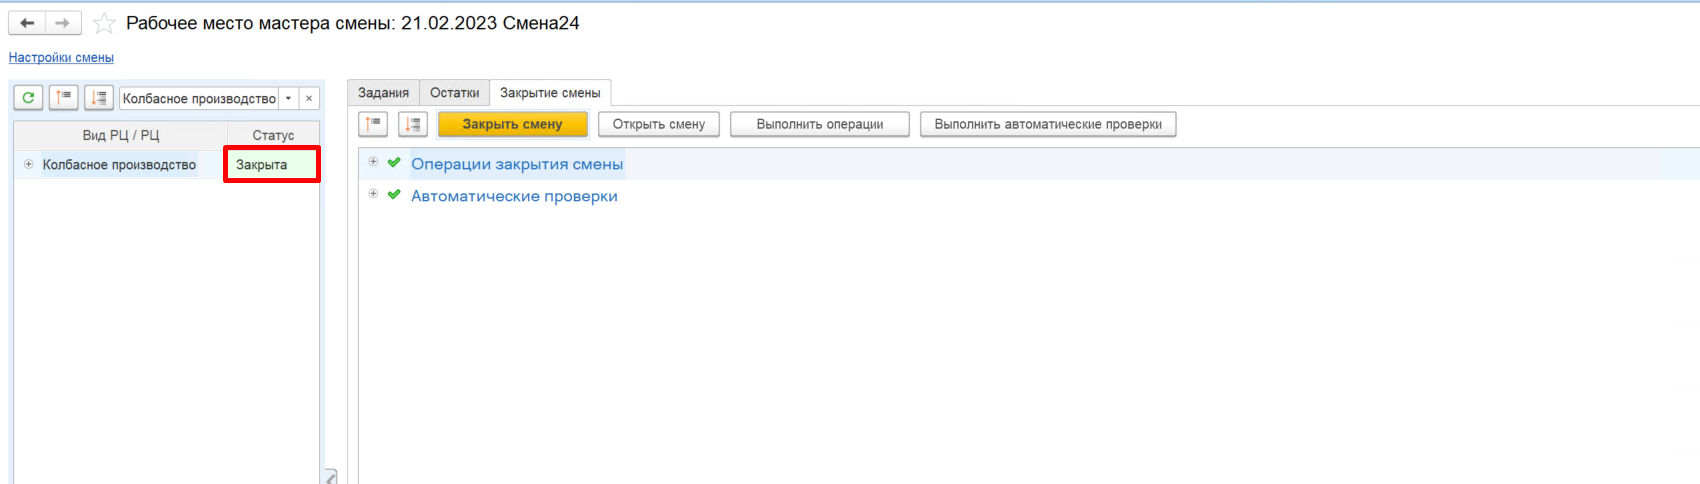 Рабочее место мастера смены: 21.02.2023 Смена24
Настройки смены
Колбасное производство
Вид РЦ / РЦ Статус
Колбасное производство Закрыта
Задания Остатки Закрытие смены
Закрыть смену Открыть смену Выполнить операции Выполнить автоматические проверки
Операции закрытия смены
Автоматические проверки